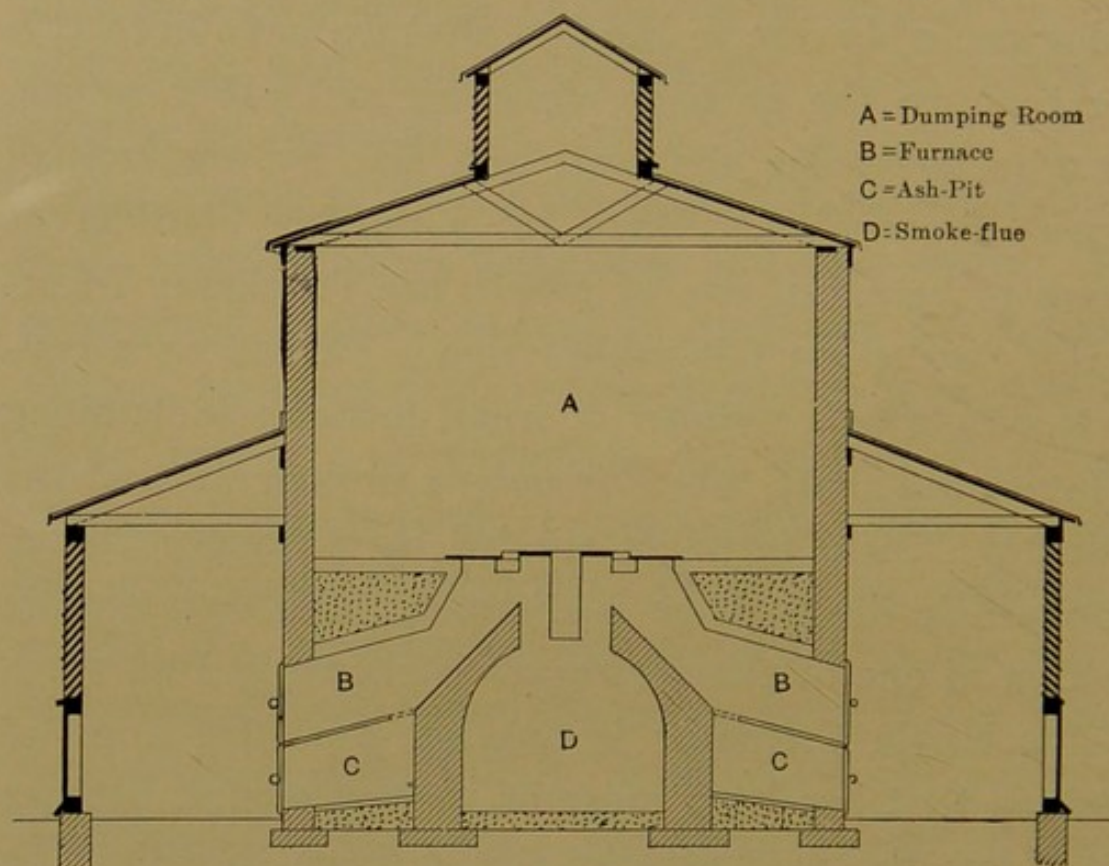 A = Dumping Room
B = Furnace
C = Ash-Pit
D = Smoke-flue
A
B
B
D
C
C